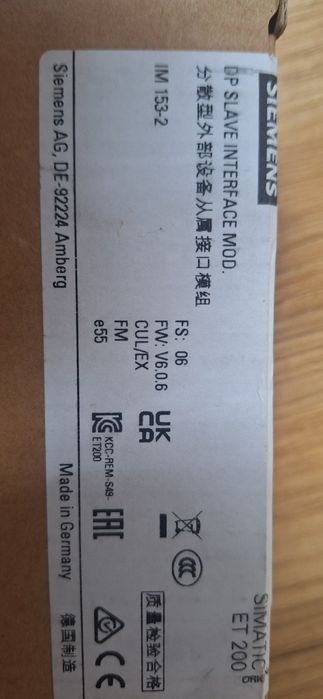 SIEMENS
SIMATIC
ET 200
DP SLAVE INTERFACE MOD.
分散型外部设备从属接口模组
IM 153-2
FS: 06
FW: V6.0.6
CUL/EX
FM
e55
UK
CA
KCC-REM-S49-
ET200
EAC
CCC
质量检验合格
CE
Siemens AG, DE-92224 Amberg
Made in Germany
德国制造